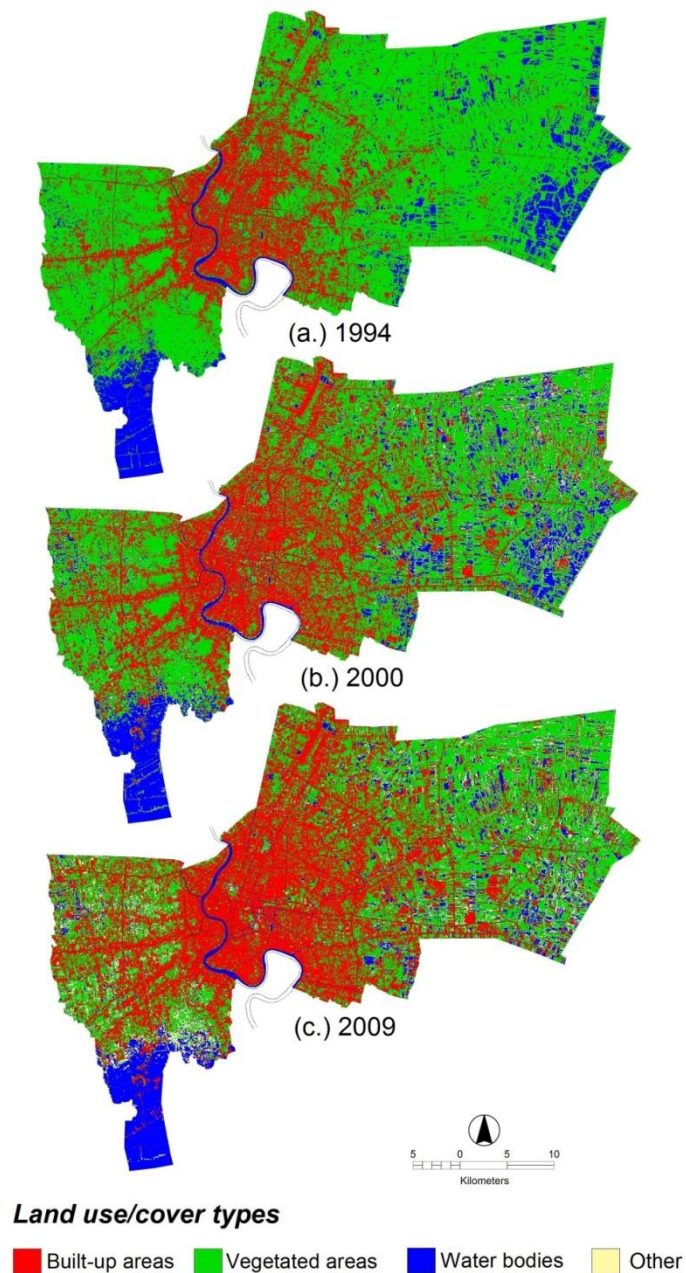 (a.) 1994
(b.) 2000
(c.) 2009
5 0 5 10
Kilometers
Land use/cover types
Built-up areas Vegetated areas Water bodies Other